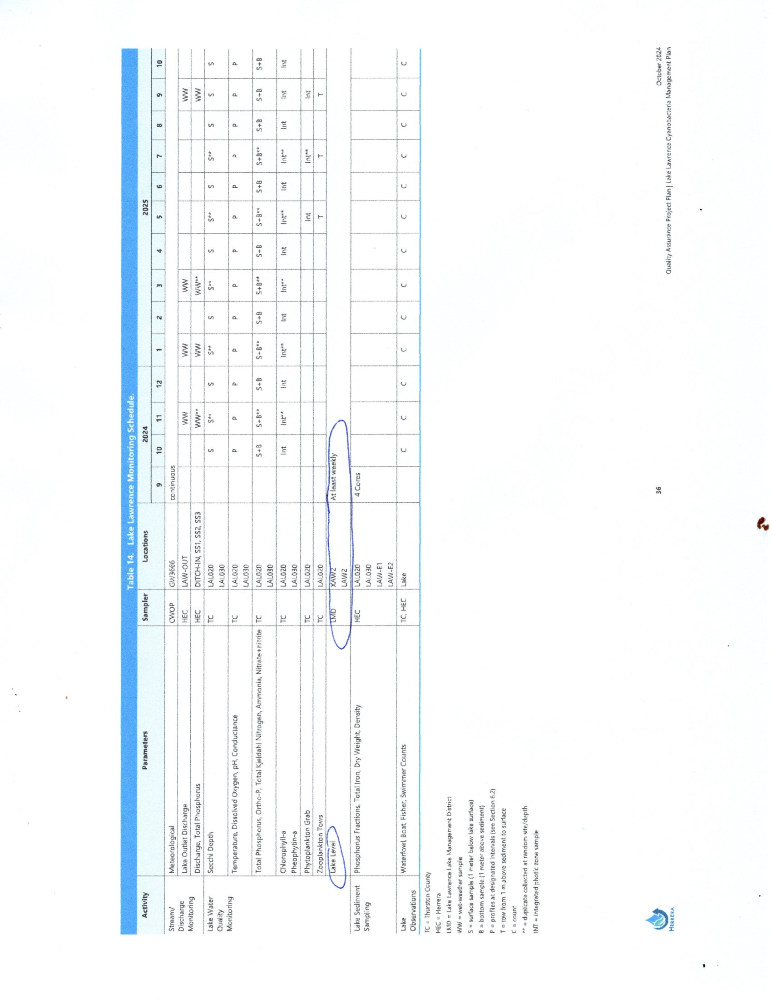 Table 14. Lake Lawrence Monitoring Schedule.
Activity Parameters Sampler Locations 2024 2025
9 10 11 12 1 2 3 4 5 6 7 8 9 10
Stream/ Discharge Monitoring
Meteorological CWOP GW3666 continuous
Lake Outlet Discharge HEC LAW-OUT WW WW WW WW
Discharge, Total Phosphorus HEC DITCH-IN, SS1, SS2, SS3 WW** WW WW** WW
Lake Water Quality Monitoring
Secchi Depth TC LAL020 S S** S S** S S** S S** S S** S S S
LAL030
Temperature, Dissolved Oxygen, pH, Conductance TC LAL020 P P P P P P P P P P P P P
LAL030
Total Phosphorus, Ortho-P, Total Kjeldahl Nitrogen, Ammonia, Nitrate+nitrite TC LAL020 S+B S+B** S+B S+B** S+B S+B** S+B S+B** S+B S+B** S+B S+B S+B
LAL030
Chlorophyll-a TC LAL020 Int Int** Int Int** Int Int** Int Int** Int Int** Int Int Int
Pheophytin-a LAL030
Phytoplankton Grab TC LAL020 Int Int** Int
Zooplankton Tows TC LAL020 T T T
Lake Level LMD XAW2 At least weekly
LAW2
Lake Sediment Sampling
Phosphorus Fractions, Total Iron, Dry Weight, Density HEC LAL020 4 Cores
LAL030
LAW-E1
LAW-E2
Lake Observations
Waterfowl, Boat, Fisher, Swimmer Counts TC, HEC Lake C C C C C C C C C C C C C
TC = Thurston County
HEC = Herrera
LMD = Lake Lawrence Lake Management District
WW = wet-weather sample
S = surface sample (1 meter below lake surface)
B = bottom sample (1 meter above sediment)
P = profiles at designated intervals (see Section 6.2)
T = tow from 1 m above sediment to surface
C = count
** = duplicate collected at random site/depth
INT = integrated photic zone sample
HERRERA
36
October 2024
Quality Assurance Project Plan | Lake Lawrence Cyanobacteria Management Plan